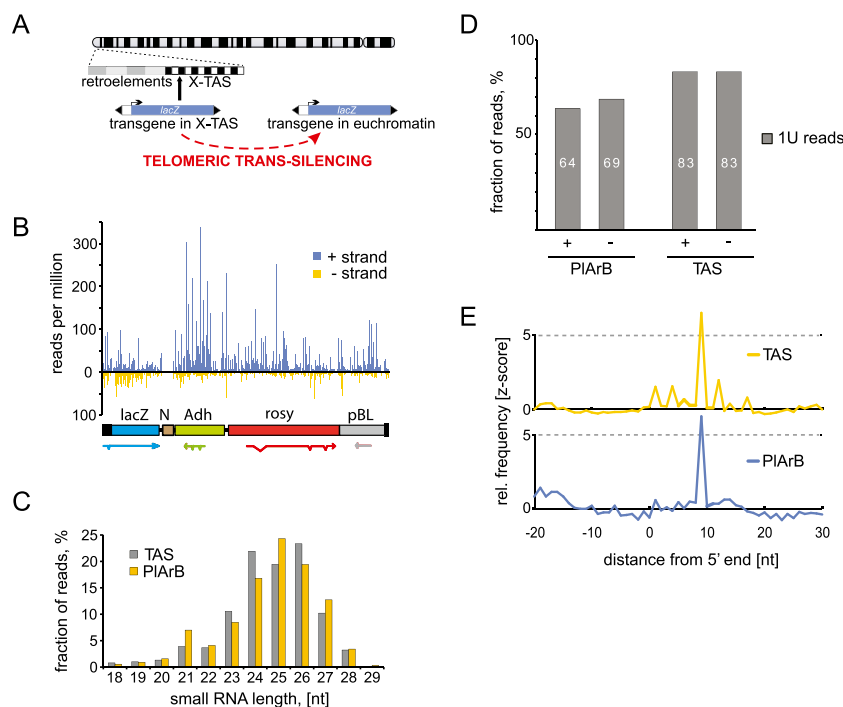 A
retroelements X-TAS
lacZ
lacZ
transgene in X-TAS
transgene in euchromatin
TELOMERIC TRANS-SILENCING
B
reads per million
300
200
100
0
100
+ strand
- strand
lacZ N Adh rosy pBL
C
fraction of reads, %
25
20
15
10
5
0
TAS
PlArB
18 19 20 21 22 23 24 25 26 27 28 29
small RNA length, [nt]
D
fraction of reads, %
100
50
64 69 83 83
1U reads
+ - + -
PlArB TAS
E
rel. frequency [z-score]
5
5
TAS
0
0
5
5
PlArB
0
0
-20 -10 0 10 20 30
distance from 5' end [nt]